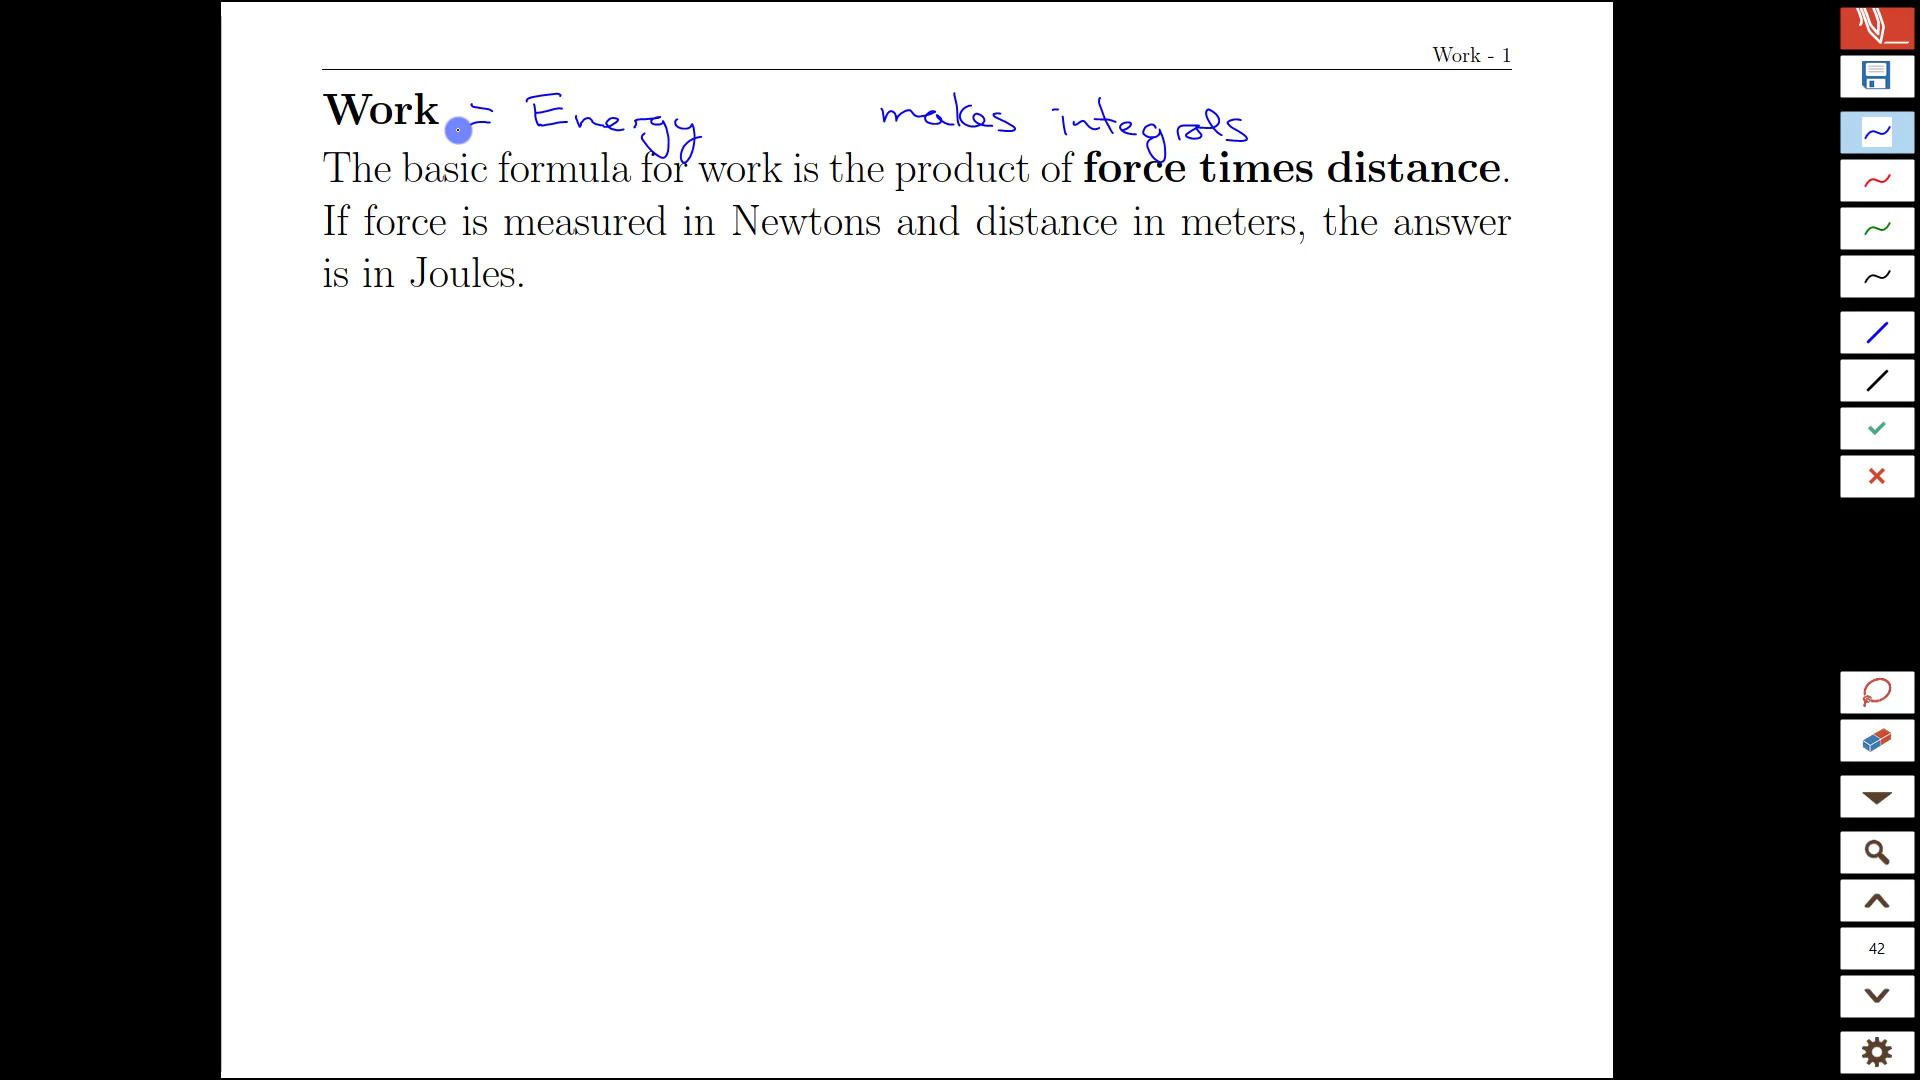 Work - 1
Work = Energy makes integrals
The basic formula for work is the product of force times distance.
If force is measured in Newtons and distance in meters, the answer
is in Joules.
42